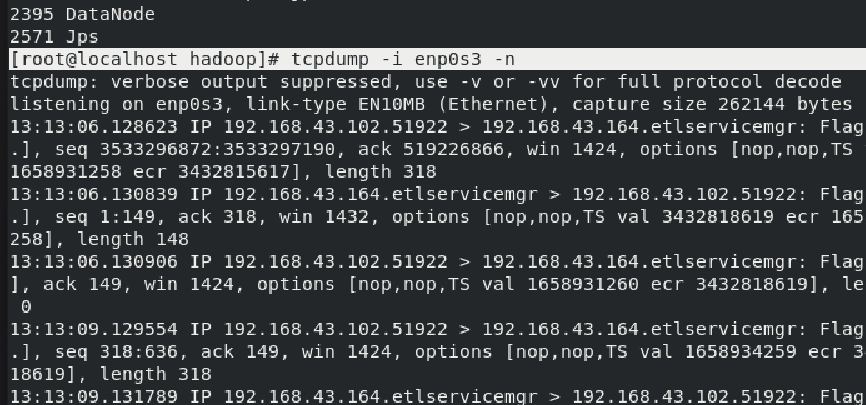 2395 DataNode
2571 Jps
[root@localhost hadoop]# tcpdump -i enp0s3 -n
tcpdump: verbose output suppressed, use -v or -vv for full protocol decode
listening on enp0s3, link-type EN10MB (Ethernet), capture size 262144 bytes
13:13:06.128623 IP 192.168.43.102.51922 > 192.168.43.164.etlservicemgr: Flag
.], seq 3533296872:3533297190, ack 519226866, win 1424, options [nop,nop,TS
1658931258 ecr 3432815617], length 318
13:13:06.130839 IP 192.168.43.164.etlservicemgr > 192.168.43.102.51922: Flag
.], seq 1:149, ack 318, win 1432, options [nop,nop,TS val 3432818619 ecr 165
258], length 148
13:13:06.130906 IP 192.168.43.102.51922 > 192.168.43.164.etlservicemgr: Flag
], ack 149, win 1424, options [nop,nop,TS val 1658931260 ecr 3432818619], le
0
13:13:09.129554 IP 192.168.43.102.51922 > 192.168.43.164.etlservicemgr: Flag
.], seq 318:636, ack 149, win 1424, options [nop,nop,TS val 1658934259 ecr 3
18619], length 318
13:13:09.131789 IP 192.168.43.164.etlservicemgr > 192.168.43.102.51922: Flag